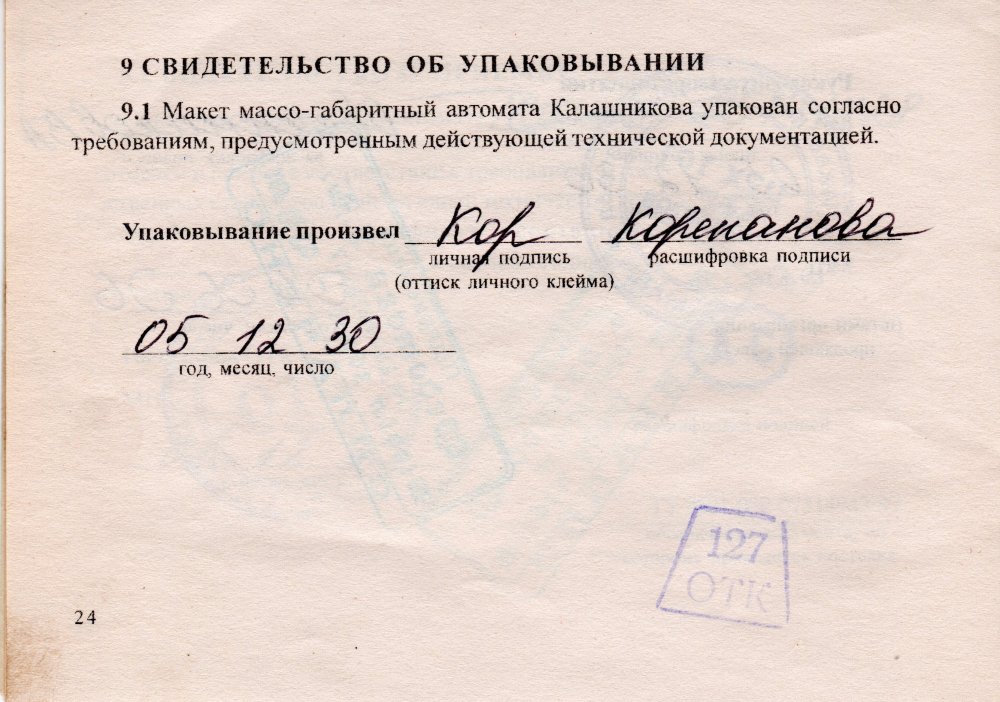 9 СВИДЕТЕЛЬСТВО ОБ УПАКОВЫВАНИИ
9.1 Макет массо-габаритный автомата Калашникова упакован согласно
требованиям, предусмотренным действующей технической документацией.
Упаковывание произвел Кор Корепанова
личная подпись расшифровка подписи
(оттиск личного клейма)
05 12 30
год, месяц, число
127
ОТК
24